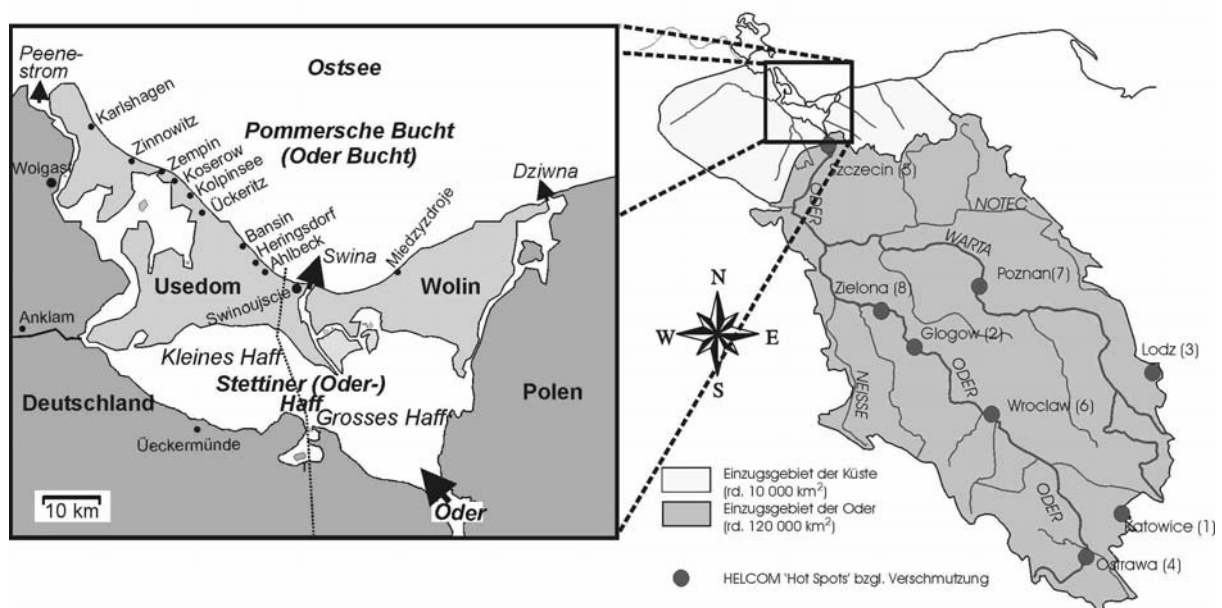 Peene-
strom
Ostsee
Karlshagen
Pommersche Bucht
(Oder Bucht)
Zinnowitz
Zempin
Koserow
Kolpinsee
Ückeritz
Wolgast
Dziwna
Bansin
Heringsdorf
Ahlbeck
Swina
Miedzyzdroje
Usedom
Wolin
Swinoujscie
Anklam
Kleines Haff
Stettiner (Oder-)
Haff
Grosses Haff
Deutschland
Polen
Üeckermünde
10 km
Oder
Szczecin (5)
ODER
NOTEC
WARTA
Poznan(7)
Zielona (8)
Glogow (2)
N
W
E
S
Lodz (3)
NEISSE
ODER
Wroclaw (6)
Einzugsgebiet der Küste
(rd. 10 000 km²)
Einzugsgebiet der Oder
(rd. 120 000 km²)
ODER
Katowice (1)
Ostrawa (4)
HELCOM 'Hot Spots' bzgl. Verschmutzung